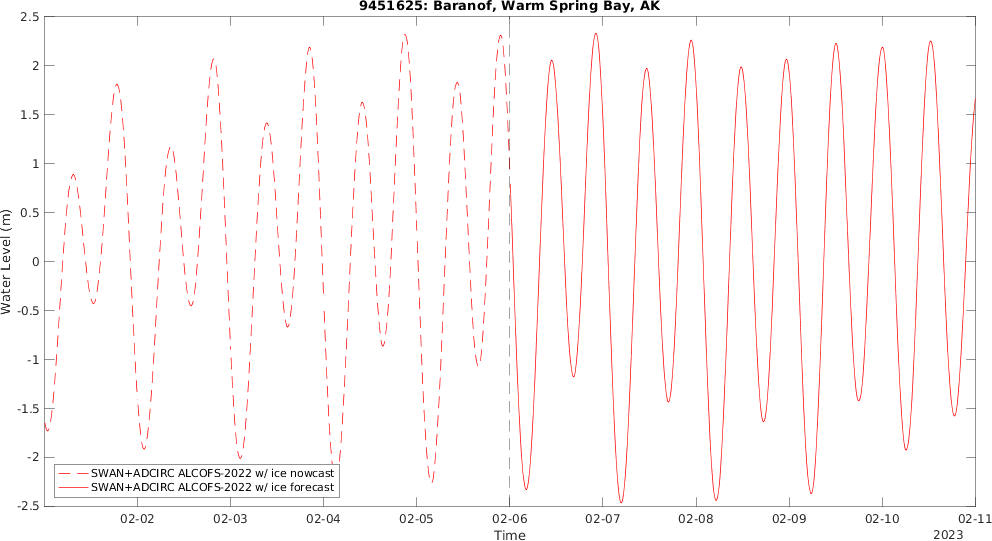 9451625: Baranof, Warm Spring Bay, AK
2.5
2
1.5
1
0.5
0
-0.5
-1
-1.5
-2
-2.5
Water Level (m)
SWAN+ADCIRC ALCOFS-2022 w/ ice nowcast
SWAN+ADCIRC ALCOFS-2022 w/ ice forecast
02-02 02-03 02-04 02-05 02-06 02-07 02-08 02-09 02-10 02-11
Time
2023